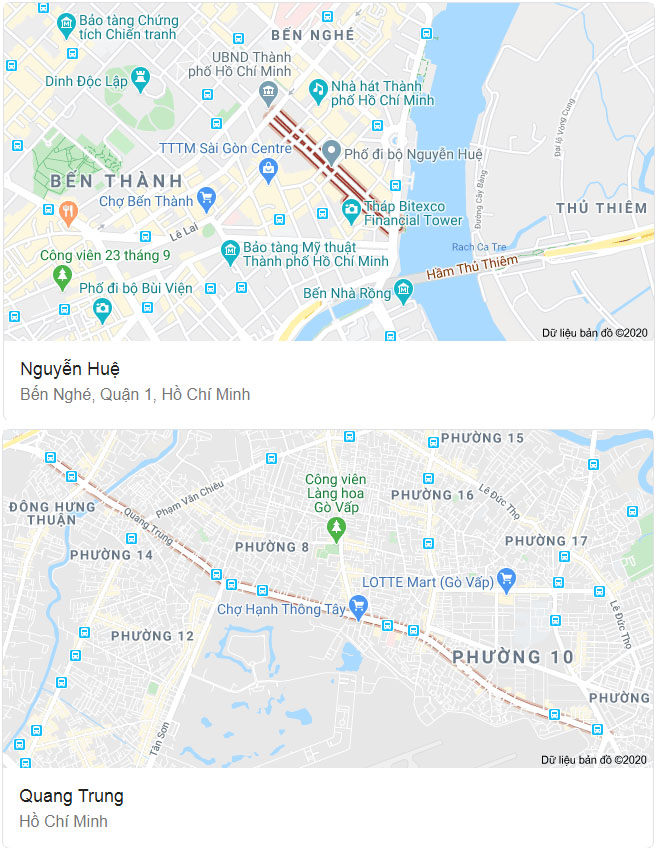 Bảo tàng Chứng
tích Chiến tranh
BẾN NGHÉ
UBND Thành
phố Hồ Chí Minh
Dinh Độc Lập
Nhà hát Thành
phố Hồ Chí Minh
Đại lộ Vòng Cung
TTTM Sài Gòn Centre
Phố đi bộ Nguyễn Huệ
BẾN THÀNH
Chợ Bến Thành
Đường Cây Bàng
THỦ THIÊM
Tháp Bitexco
Financial Tower
Lê Lai
Bảo tàng Mỹ thuật
Thành phố Hồ Chí Minh
Rach Ca Tre
Công viên 23 tháng 9
Hầm Thủ Thiêm
Phố đi bộ Bùi Viện
Bến Nhà Rồng
Dữ liệu bản đồ ©2020
Nguyễn Huệ
Bến Nghé, Quận 1, Hồ Chí Minh
PHƯỜNG 15
Công viên
Làng hoa
Gò Vấp
Phạm Văn Chiêu
PHƯỜNG 16
Lê Đức Thọ
ĐÔNG HƯNG
THUẬN
Quang Trung
PHƯỜNG 8
PHƯỜNG 17
PHƯỜNG 14
LOTTE Mart (Gò Vấp)
Chợ Hạnh Thông Tây
Lê Đức Thọ
PHƯỜNG 12
PHƯỜNG 10
PHƯỜNG
Tân Sơn
Dữ liệu bản đồ ©2020
Quang Trung
Hồ Chí Minh